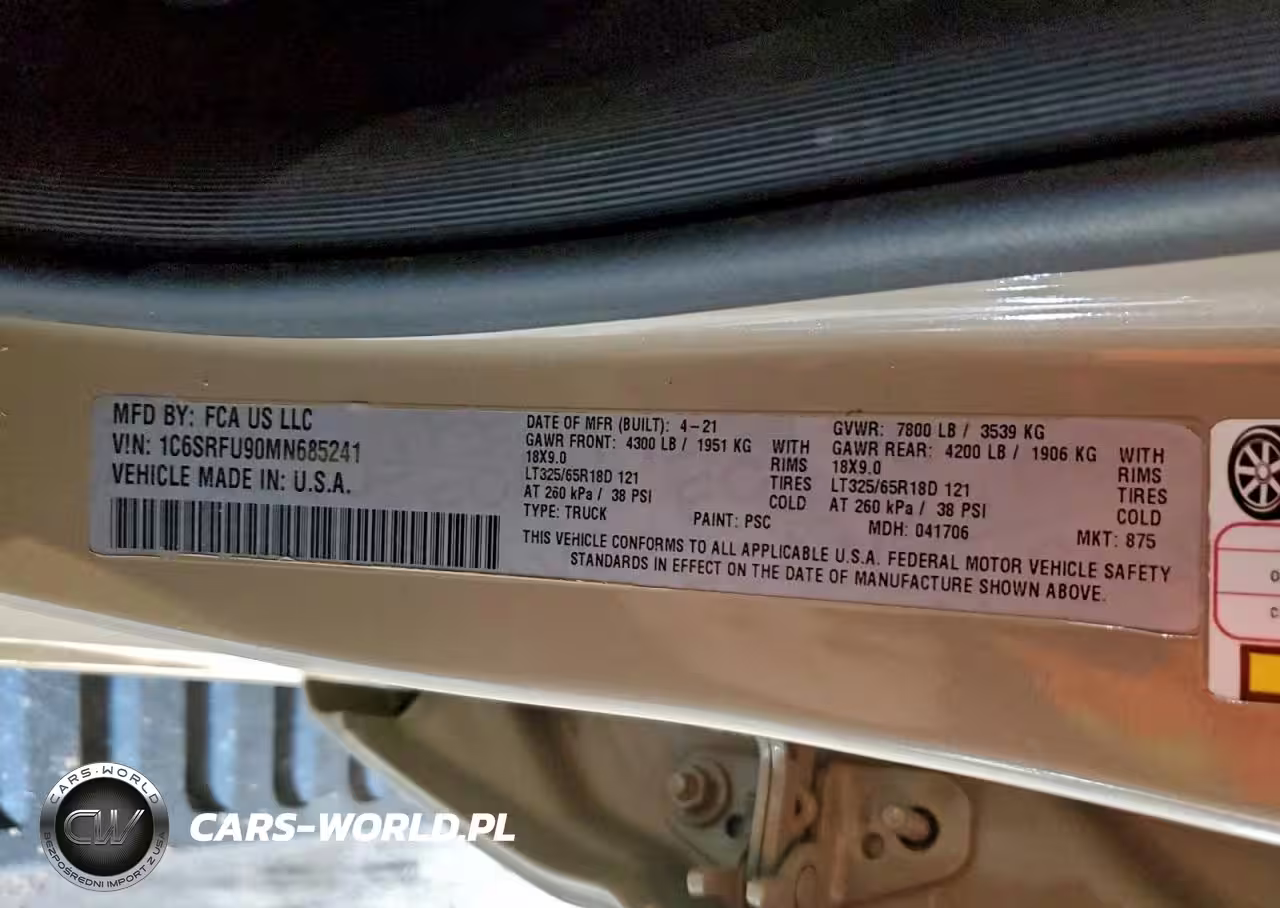 MFD BY: FCA US LLC
VIN: 1C6SRFU90MN685241
VEHICLE MADE IN: U.S.A.
DATE OF MFR (BUILT): 4-21
GAWR FRONT: 4300 LB / 1951 KG WITH
18X9.0 RIMS
LT325/65R18D 121 TIRES
AT 260 kPa / 38 PSI COLD
TYPE: TRUCK PAINT: PSC
GVWR: 7800 LB / 3539 KG
GAWR REAR: 4200 LB / 1906 KG WITH
18X9.0 RIMS
LT325/65R18D 121 TIRES
AT 260 kPa / 38 PSI COLD
MDH: 041706 MKT: 875
THIS VEHICLE CONFORMS TO ALL APPLICABLE U.S.A. FEDERAL MOTOR VEHICLE SAFETY
STANDARDS IN EFFECT ON THE DATE OF MANUFACTURE SHOWN ABOVE.
CARS-WORLD
CW
BEZPOŚREDNI IMPORT Z USA
CARS-WORLD.PL